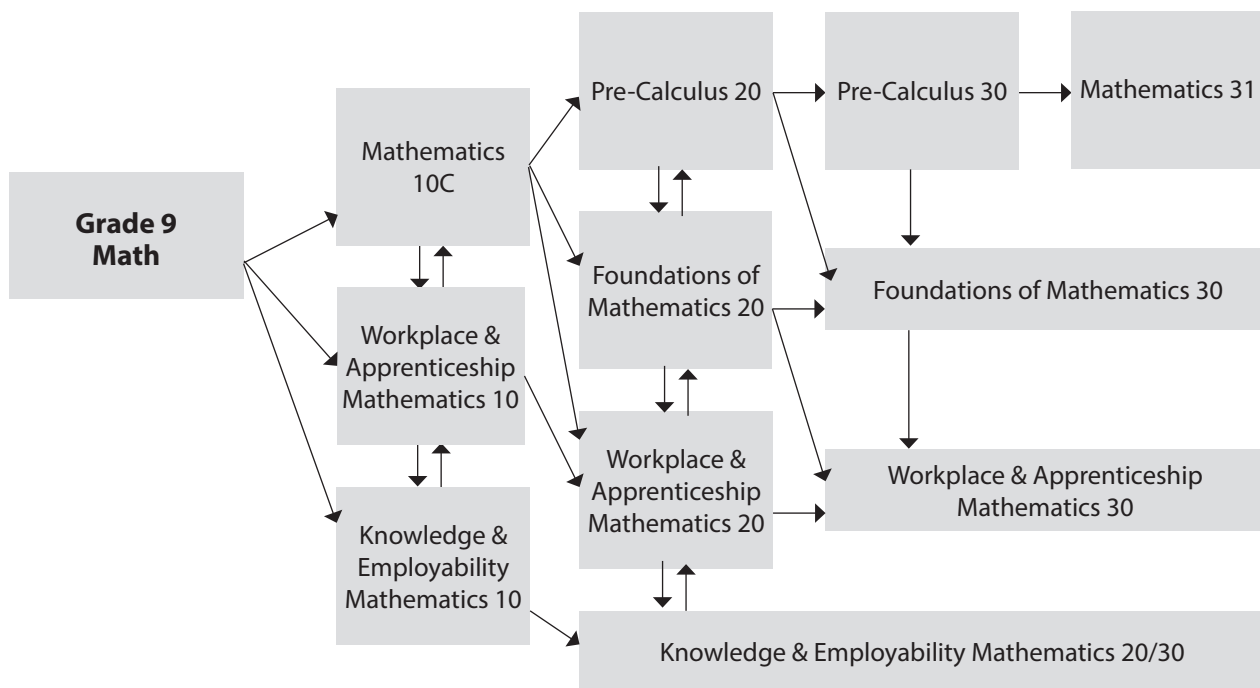 Grade 9
Math
Mathematics
10C
Workplace &
Apprenticeship
Mathematics 10
Knowledge &
Employability
Mathematics 10
Pre-Calculus 20
Foundations of
Mathematics 20
Workplace &
Apprenticeship
Mathematics 20
Pre-Calculus 30
Mathematics 31
Foundations of Mathematics 30
Workplace & Apprenticeship
Mathematics 30
Knowledge & Employability Mathematics 20/30